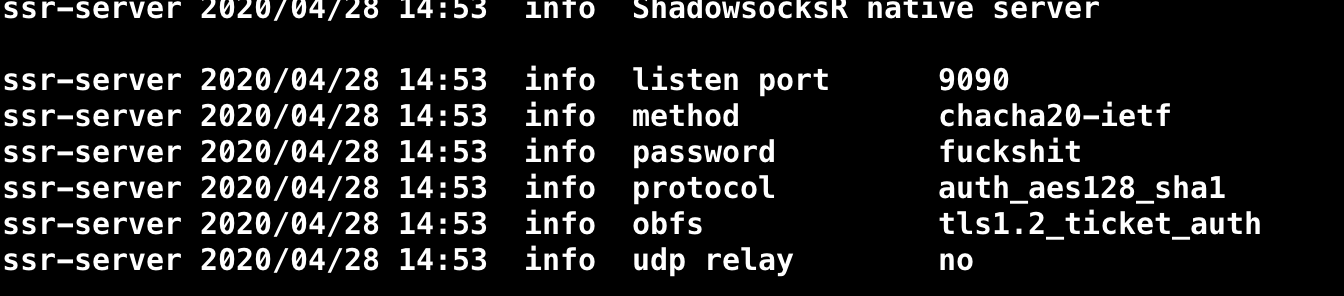 ssr-server 2020/04/28 14:53  info  ShadowsocksR native server
ssr-server 2020/04/28 14:53  info  listen port      9090
ssr-server 2020/04/28 14:53  info  method           chacha20-ietf
ssr-server 2020/04/28 14:53  info  password         fuckshit
ssr-server 2020/04/28 14:53  info  protocol         auth_aes128_sha1
ssr-server 2020/04/28 14:53  info  obfs             tls1.2_ticket_auth
ssr-server 2020/04/28 14:53  info  udp relay        no